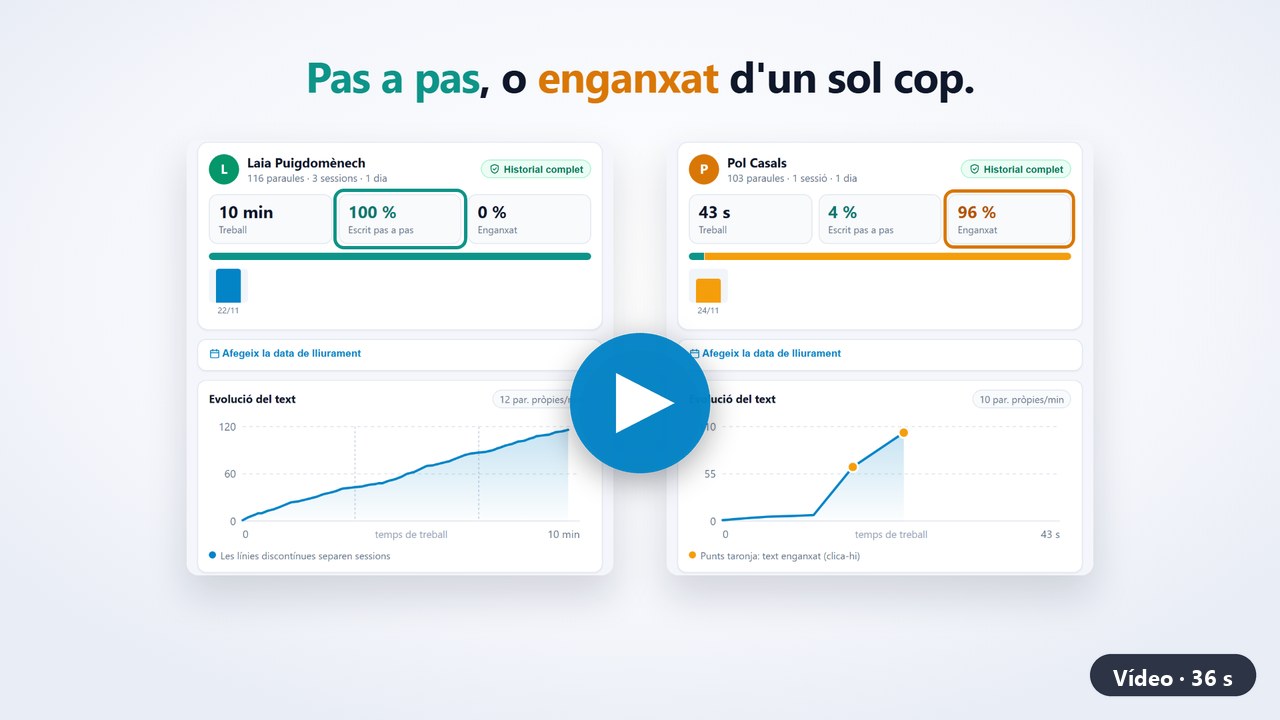 Pas a pas, o enganxat d'un sol cop.
L
Laia Puigdomènech
116 paraules · 3 sessions · 1 dia
Historial complet
10 min
Treball
100 %
Escrit pas a pas
0 %
Enganxat
22/11
Afegeix la data de lliurament
Evolució del text
12 par. pròpies/
120
60
0
0
temps de treball
10 min
Les línies discontínues separen sessions
P
Pol Casals
103 paraules · 1 sessió · 1 dia
Historial complet
43 s
Treball
4 %
Escrit pas a pas
96 %
Enganxat
24/11
Afegeix la data de lliurament
del text
10 par. pròpies/min
10
55
0
0
temps de treball
43 s
Punts taronja: text enganxat (clica-hi)
Vídeo · 36 s